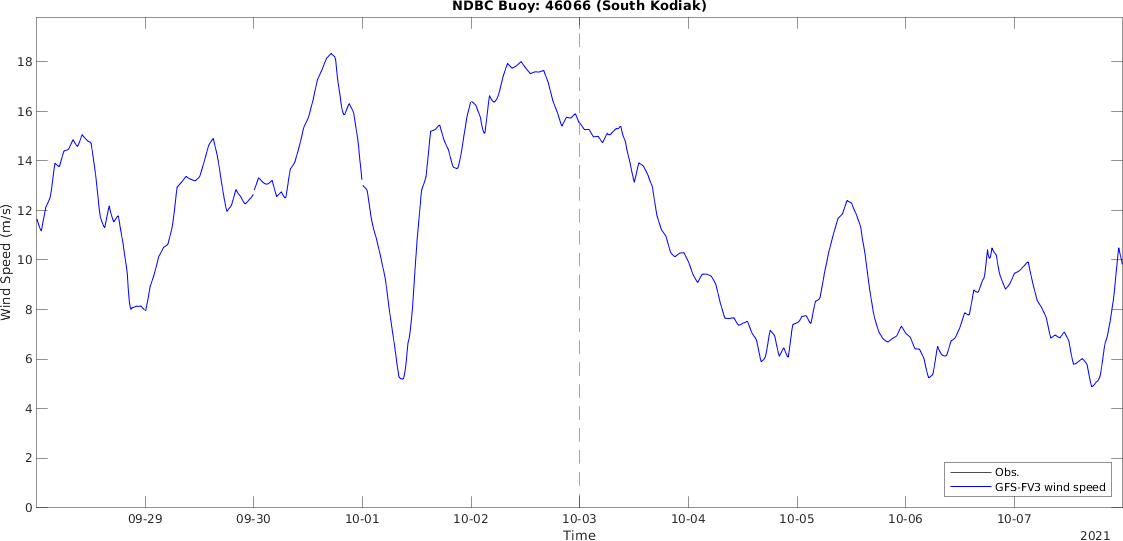 NDBC Buoy: 46066 (South Kodiak)
Wind Speed (m/s)
18
16
14
12
10
8
6
4
2
0
Obs.
GFS-FV3 wind speed
09-29 09-30 10-01 10-02 10-03 10-04 10-05 10-06 10-07
Time
2021